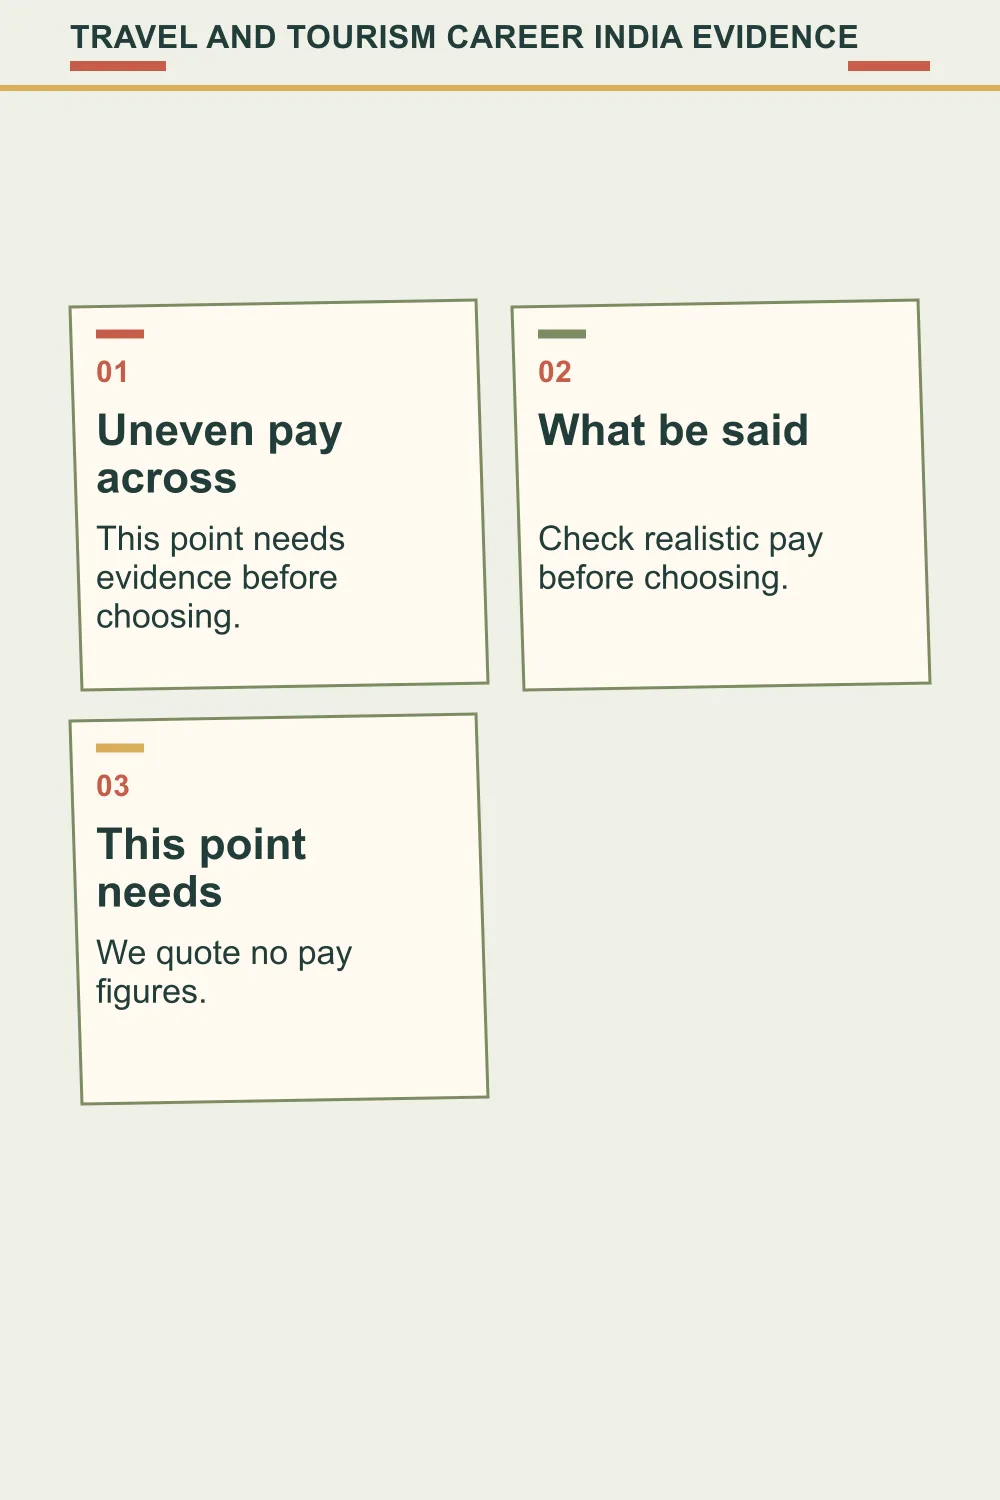 TRAVEL AND TOURISM CAREER INDIA EVIDENCE
01
Uneven pay
across
This point needs
evidence before
choosing.
02
What be said
Check realistic pay
before choosing.
03
This point
needs
We quote no pay
figures.